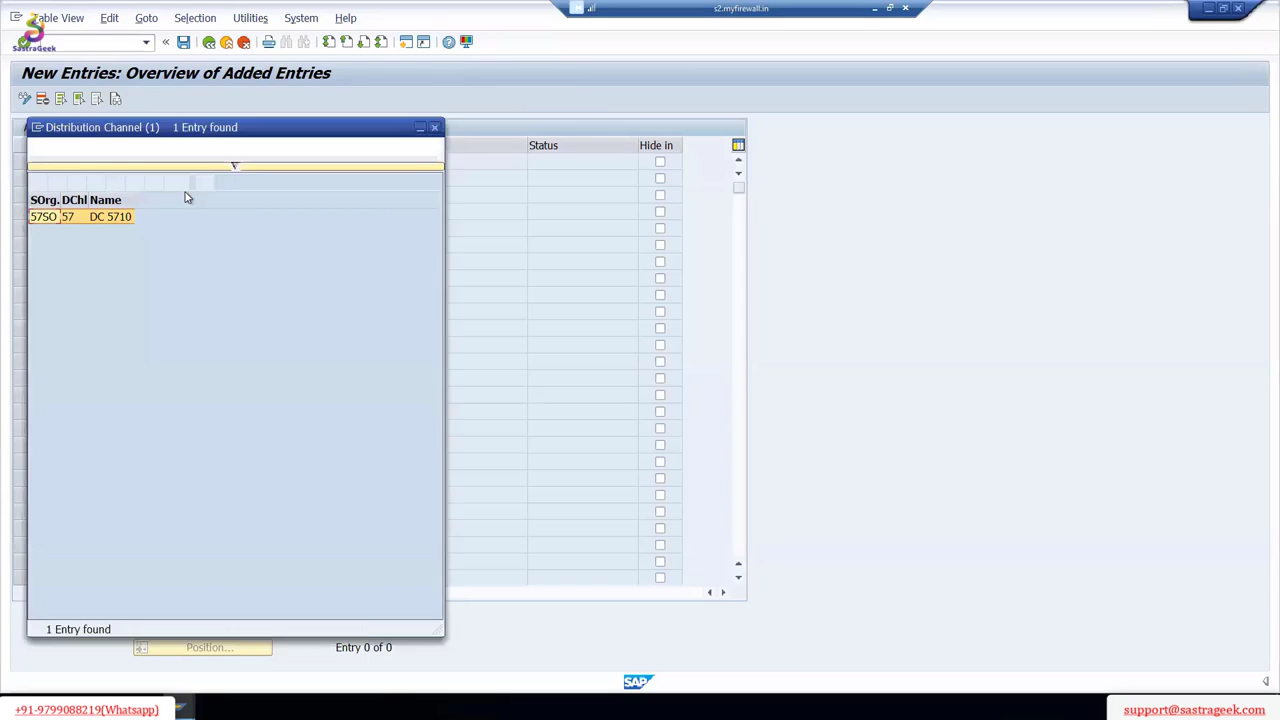 Table View Edit Goto Selection Utilities System Help
s2.myfirewall.in
SASTRAGEEK
New Entries: Overview of Added Entries
Distribution Channel (1) 1 Entry found
Status Hide in
SOrg. DChl Name
57SO 57 DC 5710
1 Entry found
Position... Entry 0 of 0
SAP
+91-9799088219(Whatsapp)
support@sastrageek.com